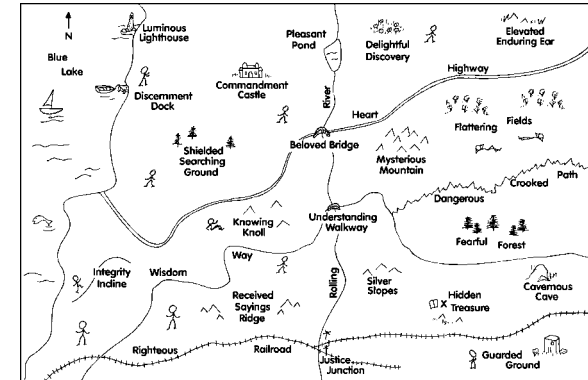 Luminous
Lighthouse
Pleasant
Pond
Delightful
Discovery
Elevated
Enduring Ear
N
Blue
Lake
Highway
Discernment
Dock
Commandment
Castle
River
Heart
Flattering Fields
Beloved Bridge
Shielded
Searching
Ground
Mysterious
Mountain
Crooked Path
Dangerous
Knowing
Knoll
Understanding
Walkway
Fearful Forest
Way
Integrity
Incline
Wisdom
Rolling
Silver
Slopes
Cavernous
Cave
Received
Sayings
Ridge
Hidden
X Treasure
Righteous
Railroad
Justice
Junction
Guarded Ground